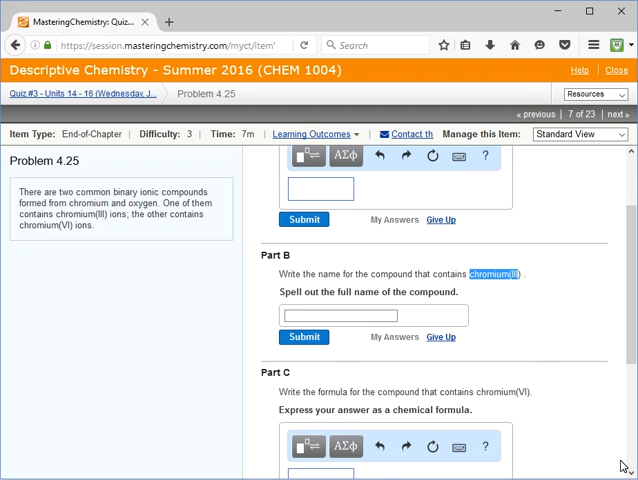 MasteringChemistry: Quiz...
https://session.masteringchemistry.com/myct/item'
Search
Descriptive Chemistry - Summer 2016 (CHEM 1004)
Help | Close
Quiz #3 - Units 14 - 16 (Wednesday, J...
Problem 4.25
Resources
« previous | 7 of 23 | next »
Item Type: End-of-Chapter | Difficulty: 3 | Time: 7m | Learning Outcomes
Contact th
Manage this item: Standard View
Problem 4.25
There are two common binary ionic compounds
formed from chromium and oxygen. One of them
contains chromium(III) ions; the other contains
chromium(VI) ions.
ΑΣφ
?
Submit
My Answers Give Up
Part B
Write the name for the compound that contains chromium(III) .
Spell out the full name of the compound.
Submit
My Answers Give Up
Part C
Write the formula for the compound that contains chromium(VI).
Express your answer as a chemical formula.
ΑΣφ
?